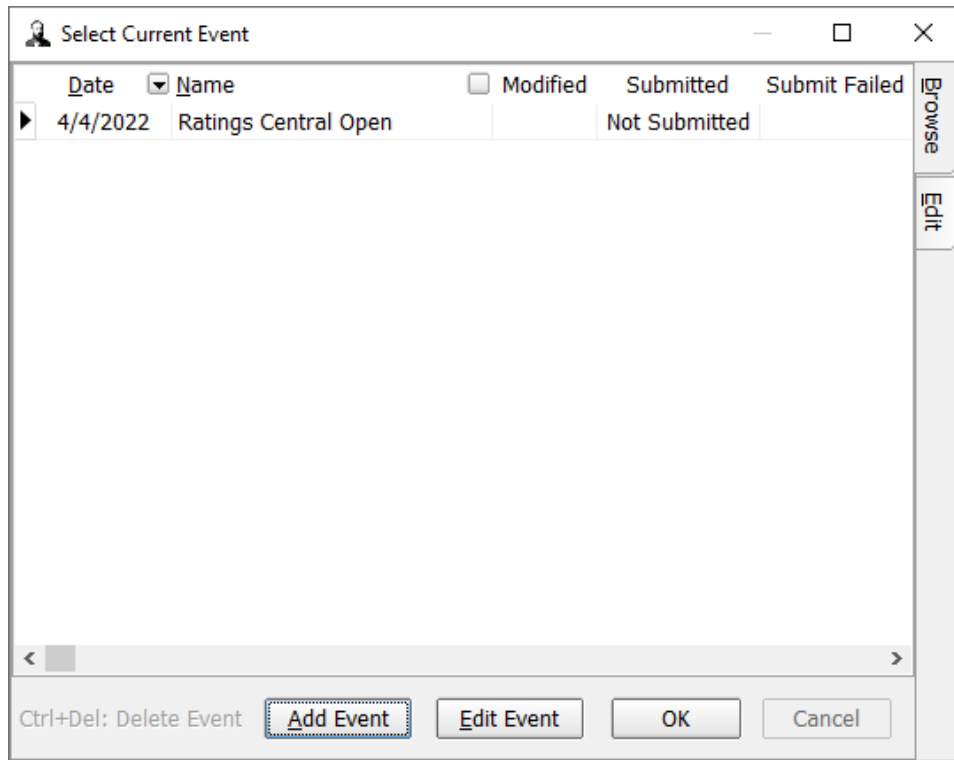 Select Current Event
Date Name Modified Submitted Submit Failed
4/4/2022 Ratings Central Open Not Submitted
Browse
Edit
Ctrl+Del: Delete Event Add Event Edit Event OK Cancel